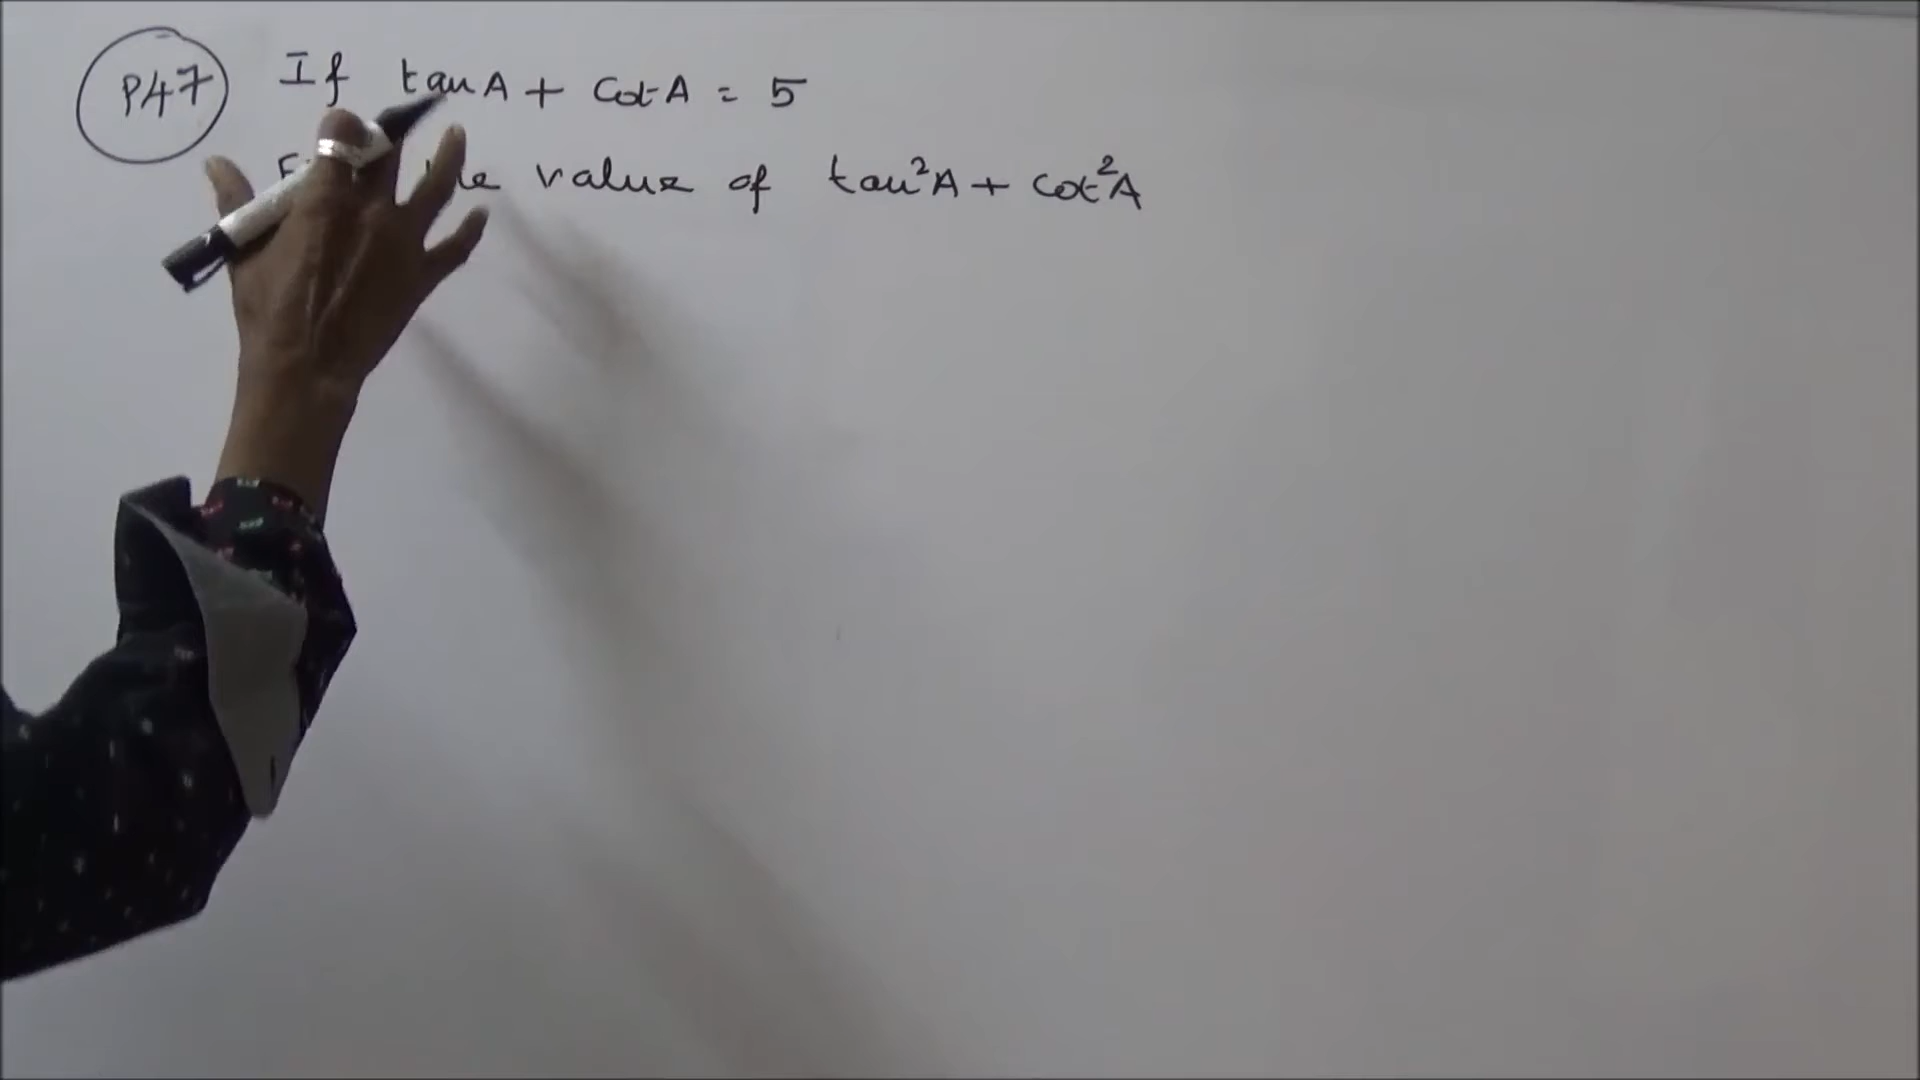 P47 If tanA + CotA = 5
value of tan²A + Cot²A